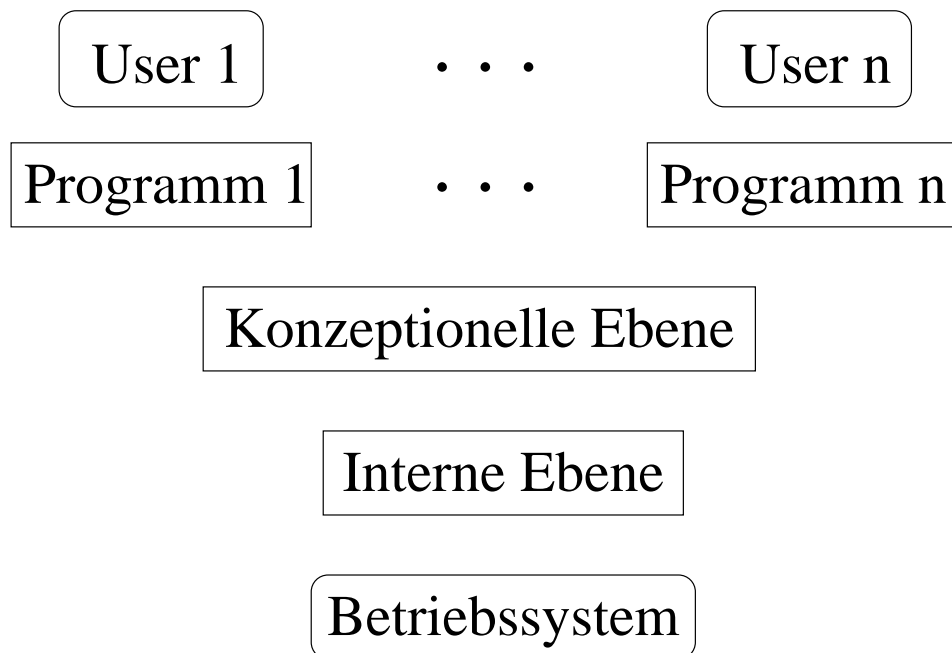 User 1 . . . User n
Programm 1 . . . Programm n
Konzeptionelle Ebene
Interne Ebene
Betriebssystem